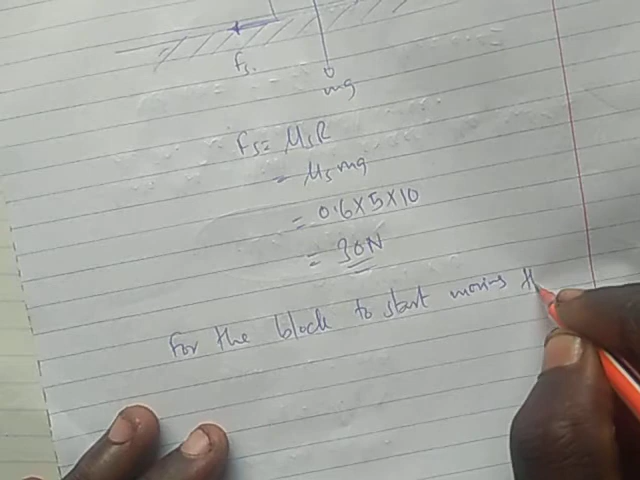 fs.
mg
Fs = μsR
= μsmg
= 0.6×5×10
= 30N
For the block to start moving